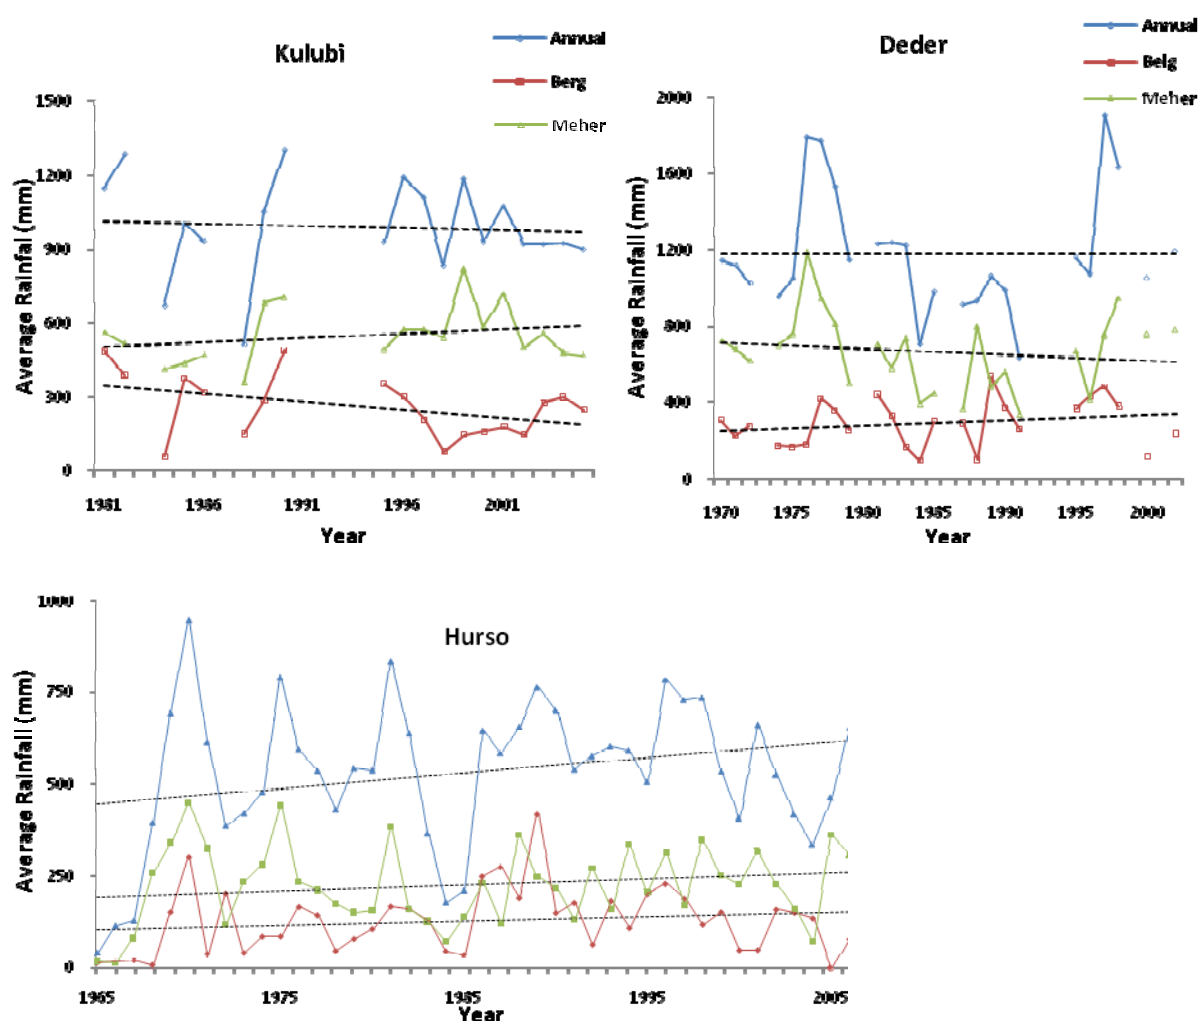 Kulubi
Annual
Berg
Meher
1500
1200
900
600
300
0
Average Rainfal (mm)
1981 1986 1991 1996 2001
Year
Deder
Annual
Belg
Meher
2000
1600
1200
800
400
0
Average Rainfall (mm)
1970 1975 1980 1985 1990 1995 2000
Year
Hurso
1000
750
500
250
0
Average Rainfall (mm)
1965 1975 1985 1995 2005
Year